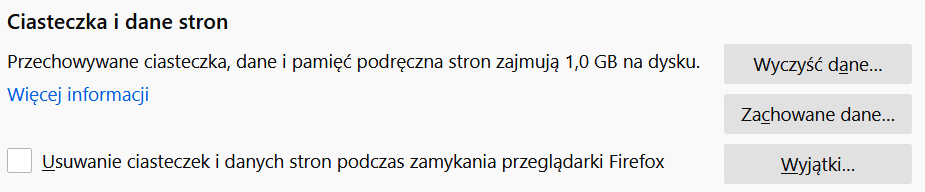 Ciasteczka i dane stron
Przechowywane ciasteczka, dane i pamięć podręczna stron zajmują 1,0 GB na dysku.
Więcej informacji
Wyczyść dane...
Zachowane dane...
Usuwanie ciasteczek i danych stron podczas zamykania przeglądarki Firefox
Wyjątki...